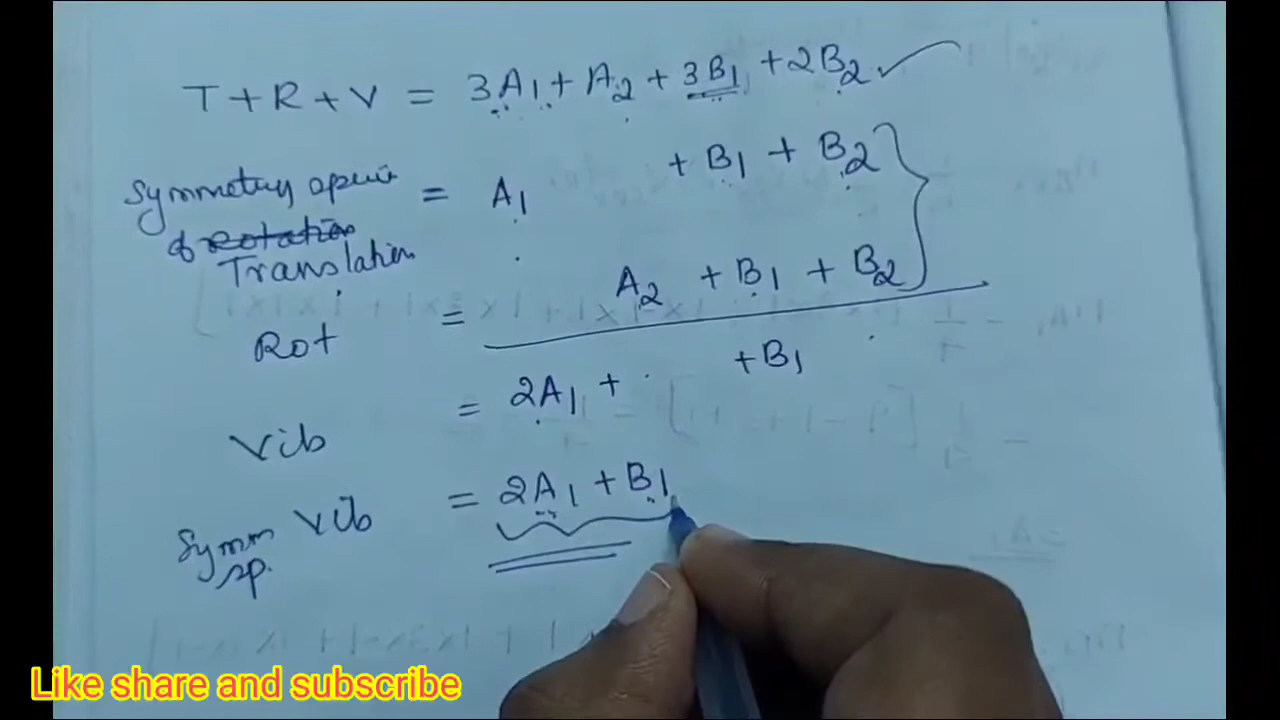 T + R + V = 3A1 + A2 + 3B1 + 2B2 ✓
Symmetry = A1 + B1 + B2
of Rotation
Translation
Rot = A2 + B1 + B2
Vib = 2A1 + + B1
Symm Vib = 2A1 + B1
sp.
Like share and subscribe